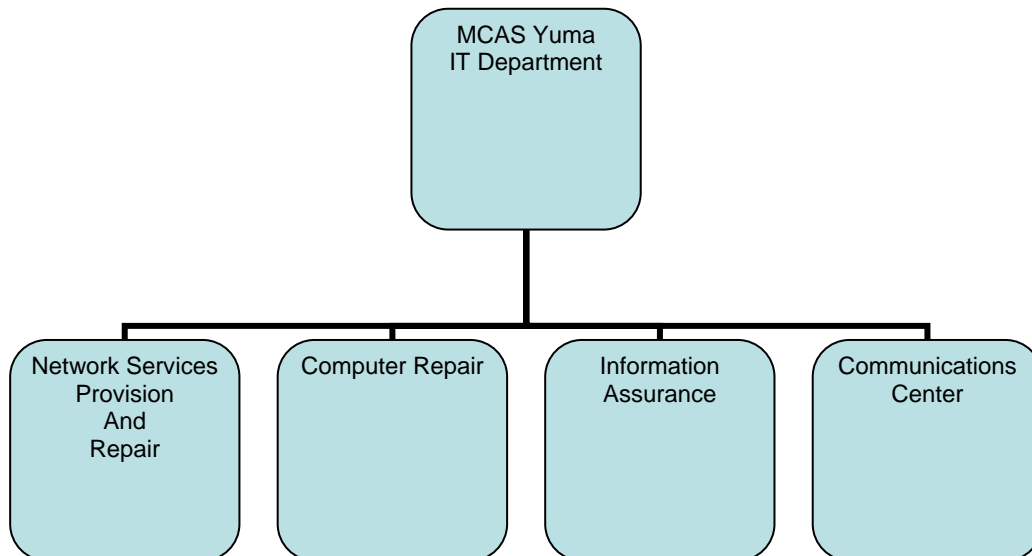 MCAS Yuma
IT Department
Network Services
Provision
And
Repair
Computer Repair
Information
Assurance
Communications
Center